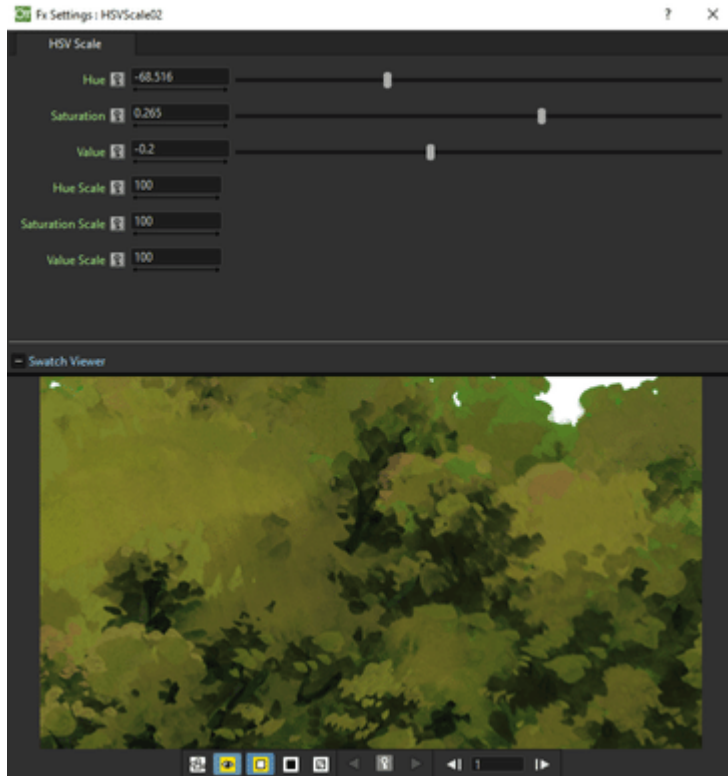 Fx Settings : HSVScale02
HSV Scale
Hue -68.516
Saturation 0.265
Value -0.2
Hue Scale 100
Saturation Scale 100
Value Scale 100
Swatch Viewer
1